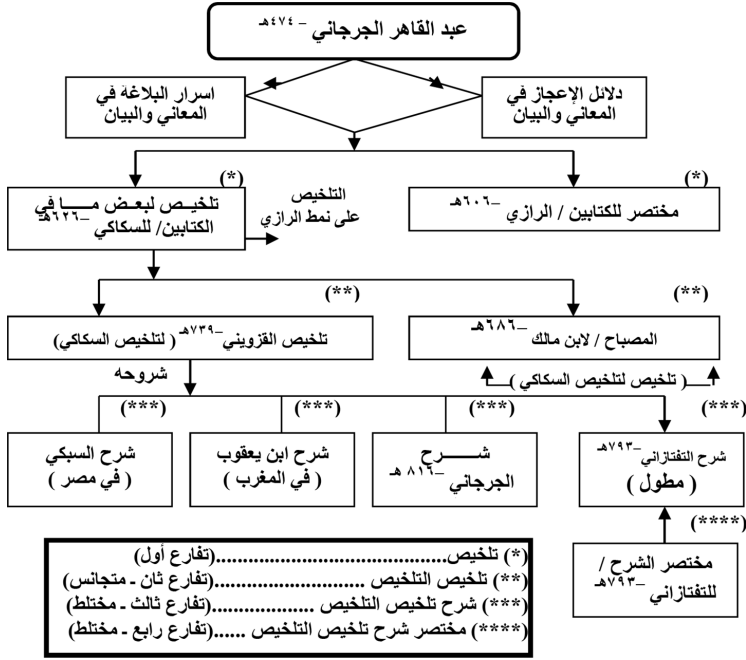 عبد القاهر الجرجاني – ٤٧٤هـ
دلائل الإعجاز في
المعاني والبيان
اسرار البلاغة في
المعاني والبيان
(*)
مختصر للكتابين / الرازي –٦٠٦هـ
(*)
تلخيص لبعض مـــا في
الكتابين/ للسكاكي –٦٢٦هـ
التلخيص
على نمط الرازي
(**)
المصباح / لابن مالك –٦٨٦هـ
(**)
تلخيص القزويني –٧٣٩هـ ( لتلخيص السكاكي)
( تلخيص لتلخيص السكاكي )
شروحه
(***)
شرح التفتازاني –٧٩٣هـ
( مطول )
(***)
شـــــرح
الجرجاني –٨١٦ هـ
(***)
شرح ابن يعقوب
( في المغرب )
(***)
شرح السبكي
( في مصر )
(****)
مختصر الشرح /
للتفتازاني –٧٩٣هـ
(*) تلخيص......................................(تفارع أول)
(**) تلخيص التلخيص ..........................(تفارع ثان ـ متجانس)
(***) شرح تلخيص التلخيص ..................(تفارع ثالث ـ مختلط)
(****) مختصر شرح تلخيص التلخيص ......(تفارع رابع ـ مختلط)